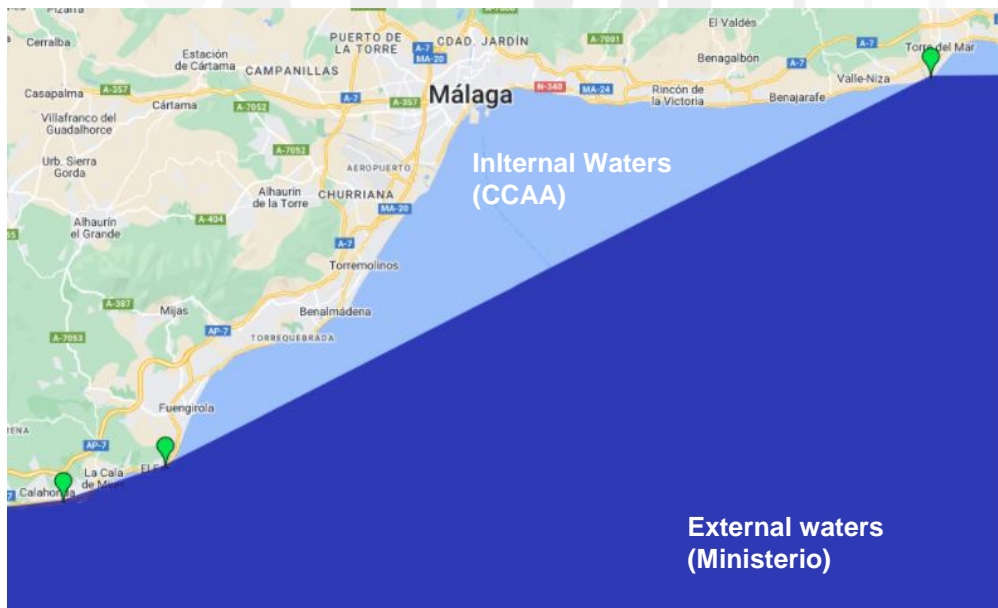 Pizarra
A-7000
El Valdes
Cerralba
PUERTO DE
LA TORRE
A-7
MA-20
CDAD. JARDÍN
A-7001
A-7
Torre del Mar
Estación
de Cártama
CAMPANILLAS
Benagalbón
A-7
Valle-Niza
Casapalma
A-357
A-7
A-357
Málaga
N-340
MA-24
Rincón de
la Victoria
Benajarafe
Cártama
A-7052
Villafranco del
Guadalhorce
A-7052
Urb. Sierra
Gorda
AEROPUERTO
Inlternal Waters
(CCAA)
Alhaurín
de la Torre
CHURRIANA
MA-20
Alhaurín
el Grande
A-404
A-7
Torremolinos
A-387
Mijas
AP-7
Benalmádena
A-7053
TORREQUEBRADA
Fuengirola
AP-7
La Cala
de
Calahonda
External waters
(Ministerio)